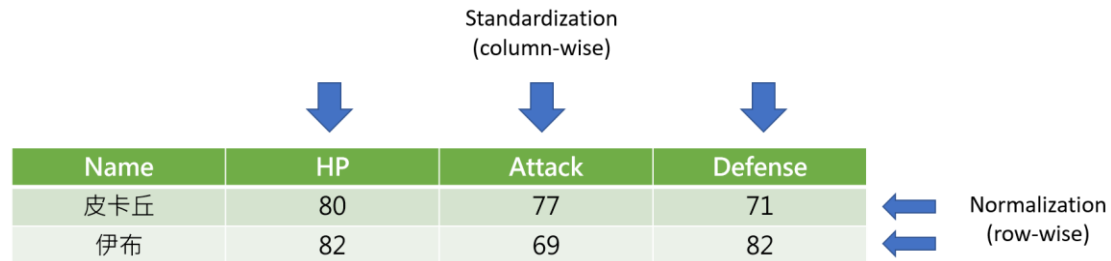 Standardization
(column-wise)
Name HP Attack Defense
皮卡丘 80 77 71
伊布 82 69 82
Normalization
(row-wise)